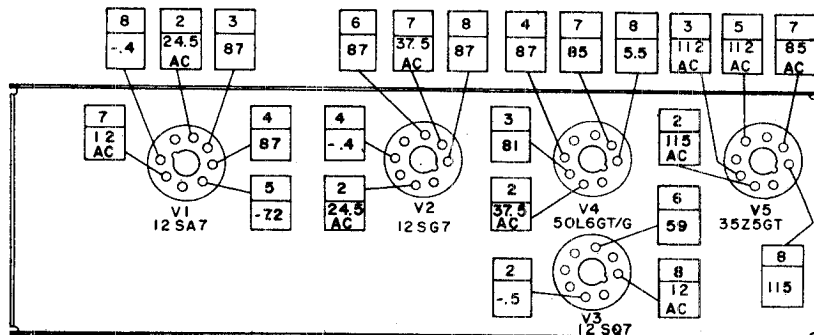 8 2 3 6 7 8 4 7 8 3 5 7
-.4 24.5 AC 87 87 37.5 AC 87 87 85 5.5 112 AC 112 AC 85 AC
7 12 AC
4 87
5 -72
V1
12SA7
4 -.4
2 24.5 AC
V2
12SG7
3 81
2 37.5 AC
V4
50L6GT/G
2 115 AC
V5
35Z5GT
6 59
8 115
2 -.5
8 12 AC
V3
12SQ7